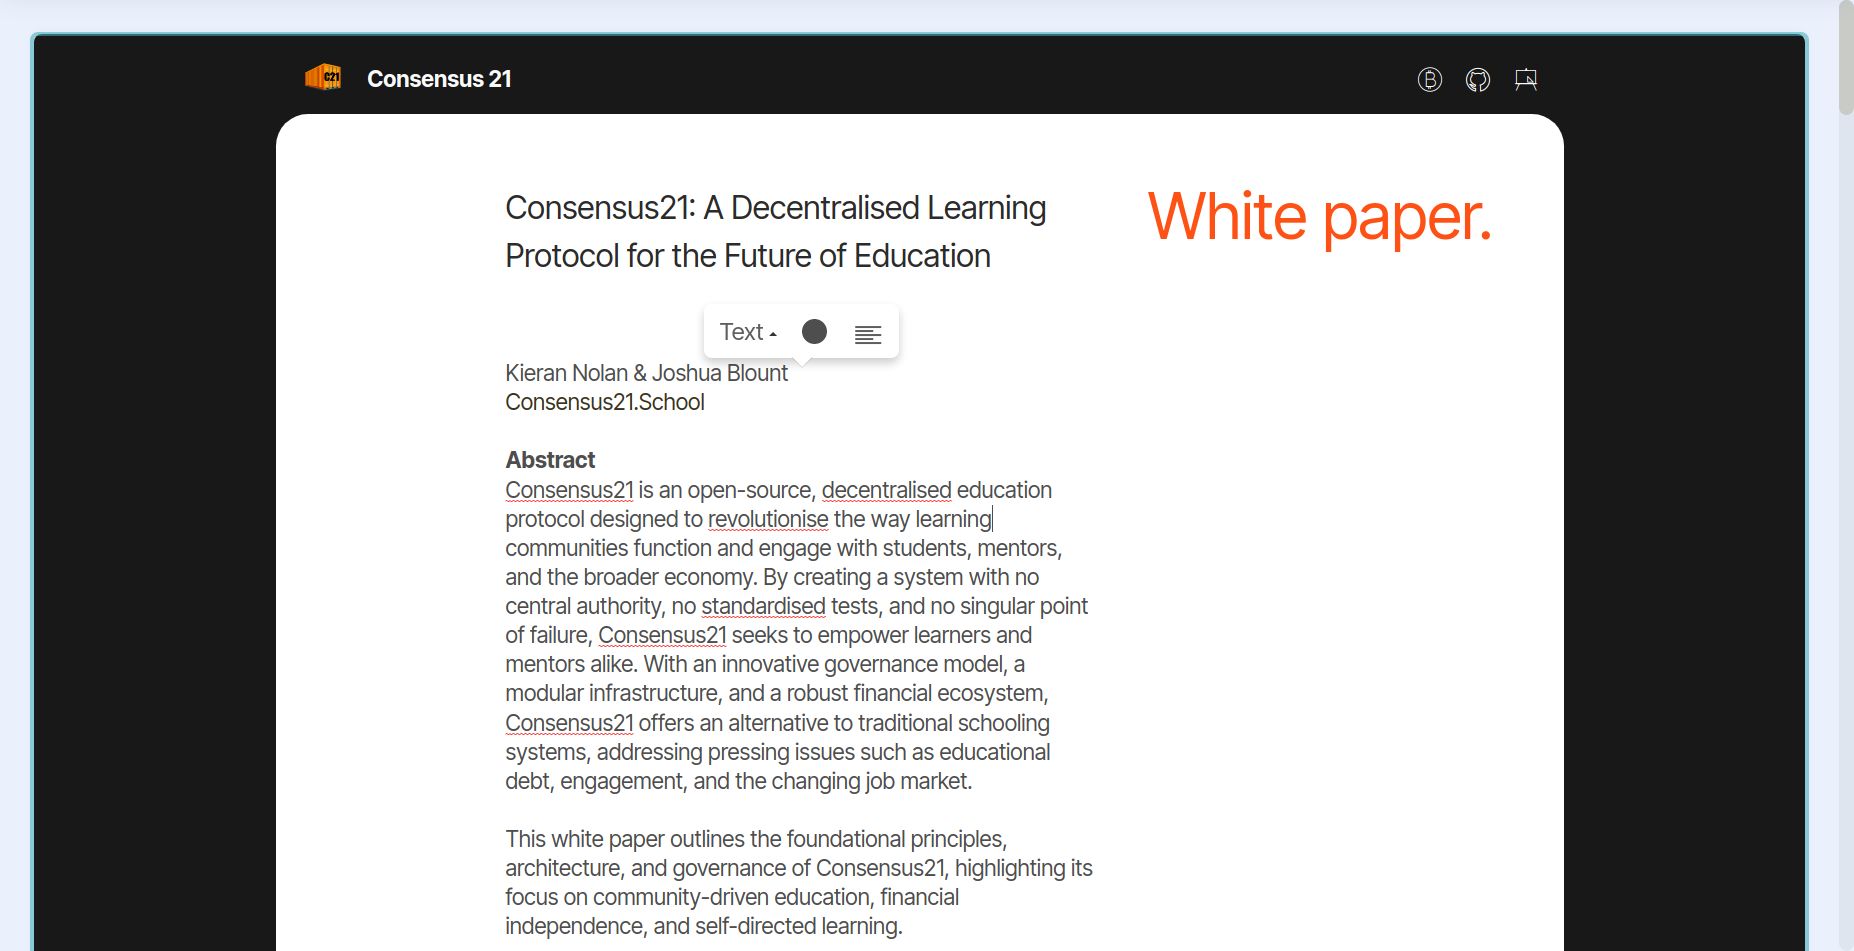 C21
Consensus 21
Consensus21: A Decentralised Learning
Protocol for the Future of Education
White paper.
Text
Kieran Nolan & Joshua Blount
Consensus21.School
Abstract
Consensus21 is an open-source, decentralised education
protocol designed to revolutionise the way learning
communities function and engage with students, mentors,
and the broader economy. By creating a system with no
central authority, no standardised tests, and no singular point
of failure, Consensus21 seeks to empower learners and
mentors alike. With an innovative governance model, a
modular infrastructure, and a robust financial ecosystem,
Consensus21 offers an alternative to traditional schooling
systems, addressing pressing issues such as educational
debt, engagement, and the changing job market.
This white paper outlines the foundational principles,
architecture, and governance of Consensus21, highlighting its
focus on community-driven education, financial
independence, and self-directed learning.